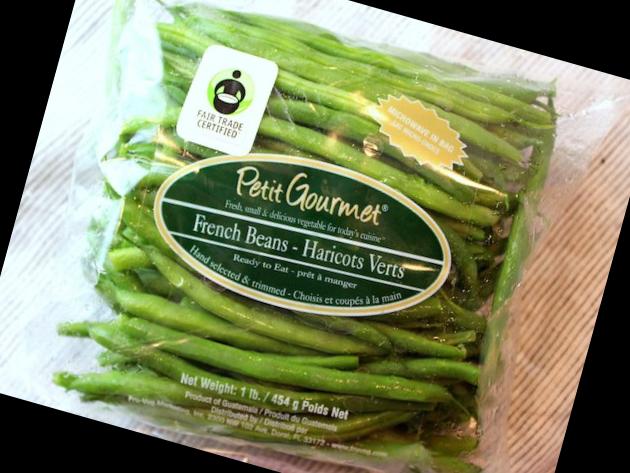 FAIR TRADE
CERTIFIED
MICROWAVE IN BAG
Petit Gourmet®
Fresh, small & delicious vegetable for today's cuisine™
French Beans - Haricots Verts
Ready to Eat - prêt à manger
Hand selected & trimmed - Choisis et coupés à la main
Net Weight: 1 lb. / 454 g Poids Net
Product of Guatemala / Produit du Guatemala
Distributed by / Distribué par